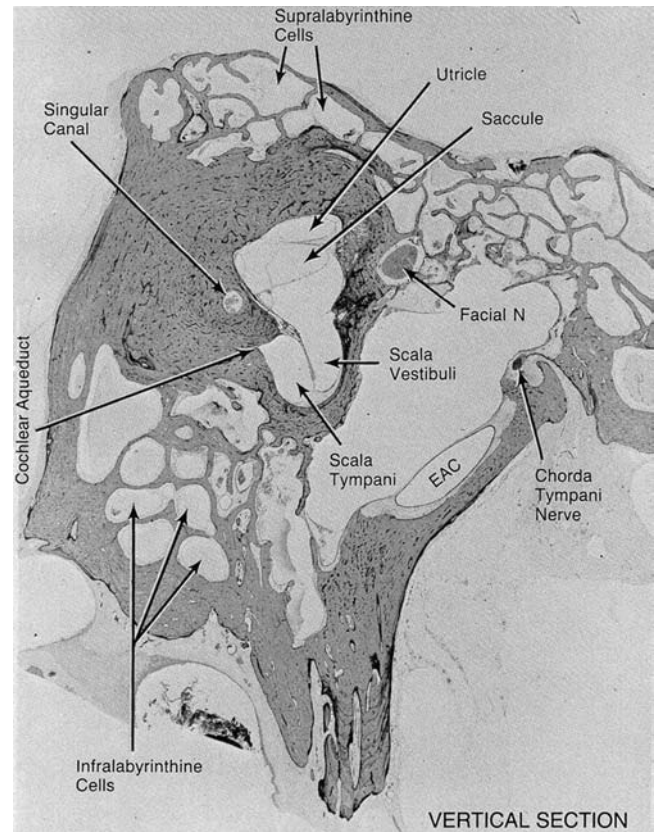 Supralabyrinthine
Cells
Utricle
Singular
Canal
Saccule
Facial N
Cochlear Aqueduct
Scala
Vestibuli
Scala
Tympani
EAC
Chorda
Tympani
Nerve
Infralabyrinthine
Cells
VERTICAL SECTION